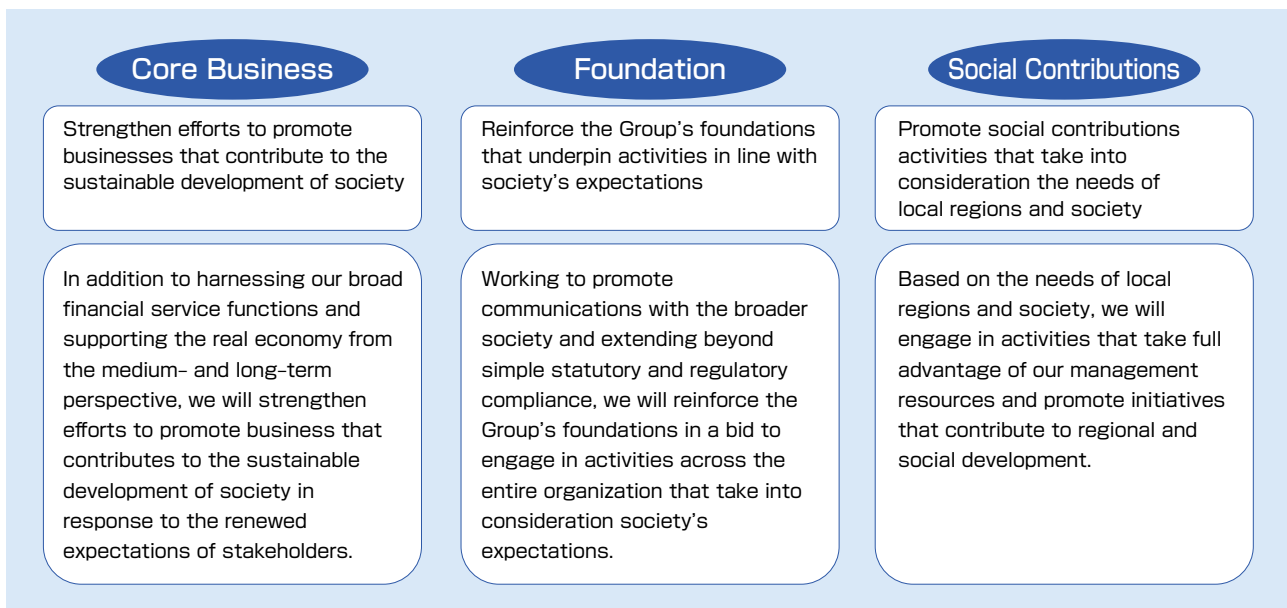 Core Business
Strengthen efforts to promote
businesses that contribute to the
sustainable development of society
In addition to harnessing our broad
financial service functions and
supporting the real economy from
the medium- and long-term
perspective, we will strengthen
efforts to promote business that
contributes to the sustainable
development of society in
response to the renewed
expectations of stakeholders.
Foundation
Reinforce the Group's foundations
that underpin activities in line with
society's expectations
Working to promote
communications with the broader
society and extending beyond
simple statutory and regulatory
compliance, we will reinforce the
Group's foundations in a bid to
engage in activities across the
entire organization that take into
consideration society's
expectations.
Social Contributions
Promote social contributions
activities that take into
consideration the needs of
local regions and society
Based on the needs of local
regions and society, we will
engage in activities that take full
advantage of our management
resources and promote initiatives
that contribute to regional and
social development.